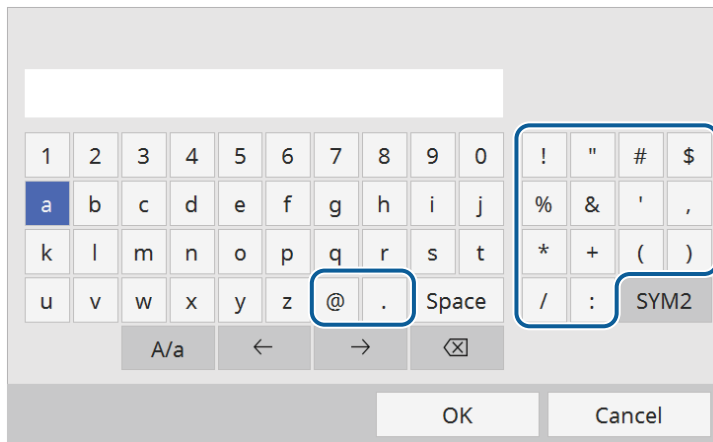 1 2 3 4 5 6 7 8 9 0 ! " # $
a b c d e f g h i j % & ' ,
k l m n o p q r s t * + ( )
u v w x y z @ . Space / : SYM2
A/a ← → ⌫
OK Cancel